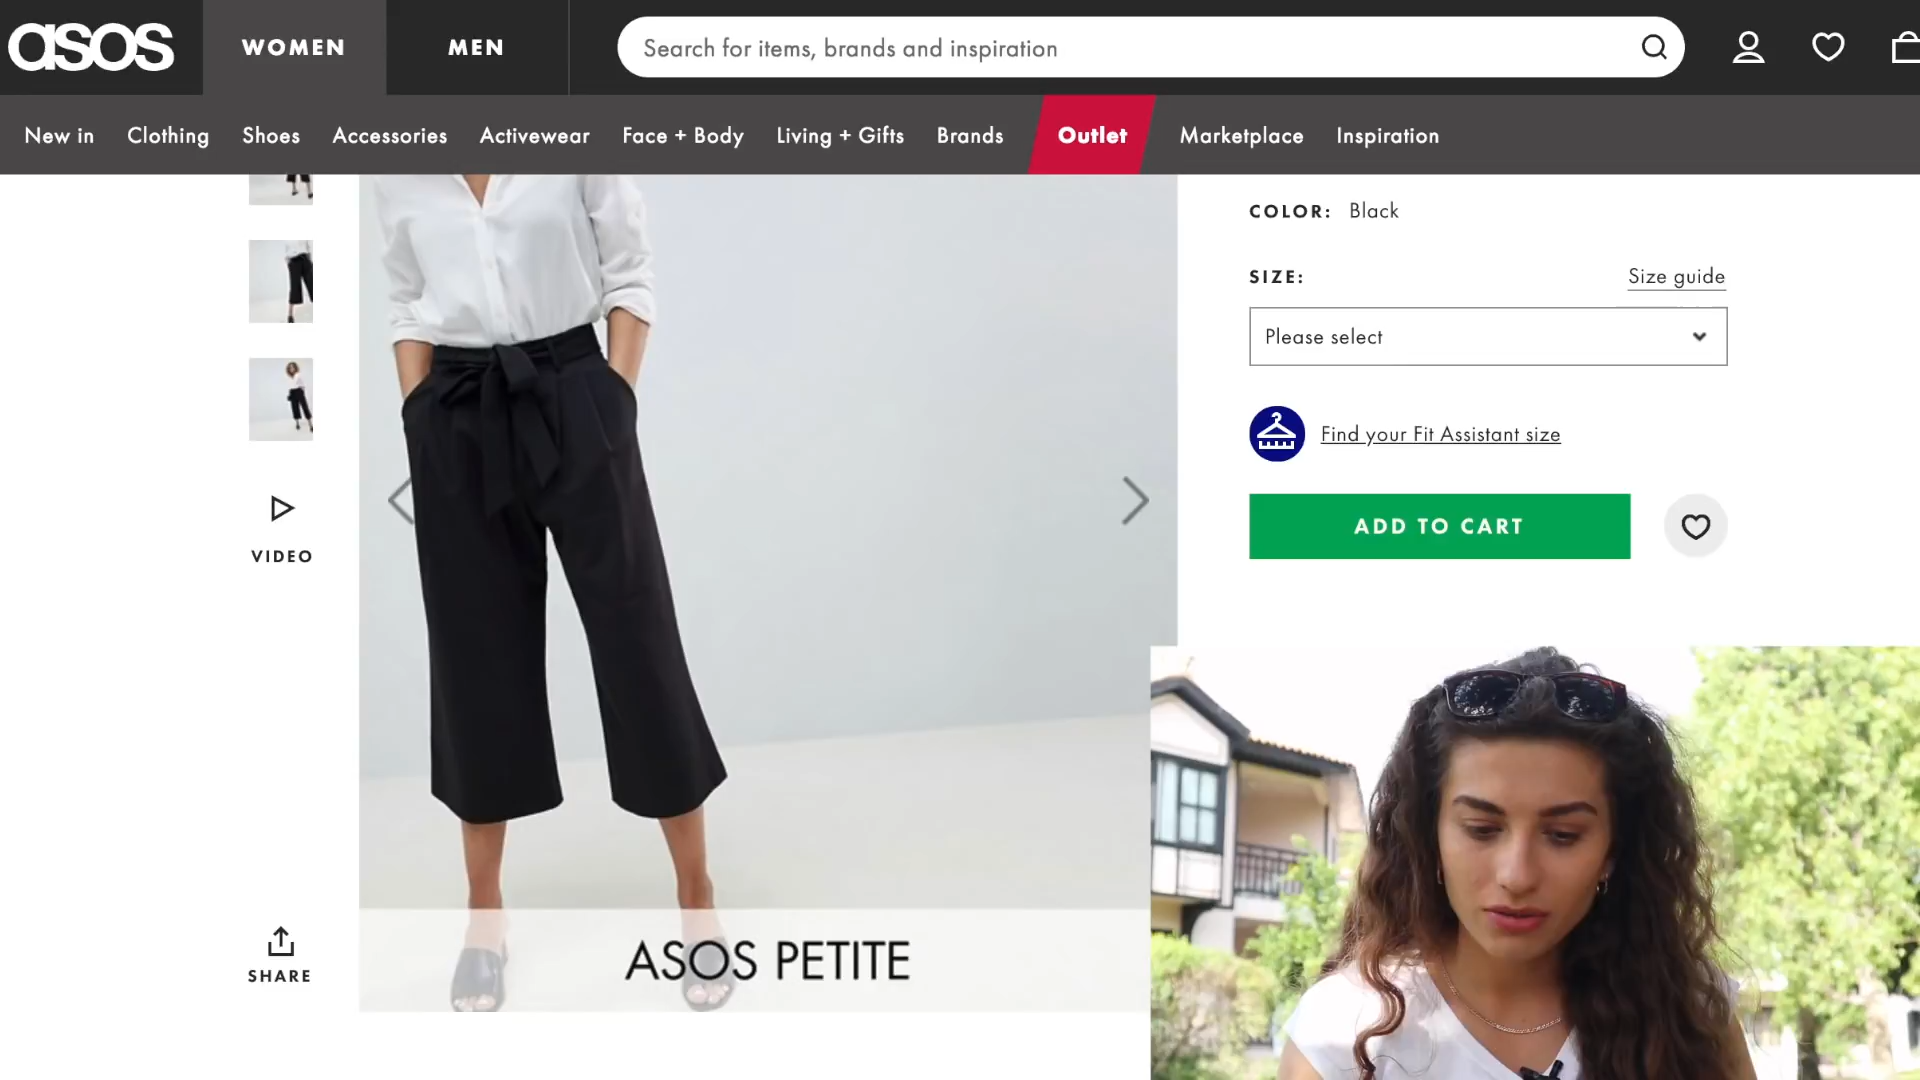 asos
WOMEN
MEN
Search for items, brands and inspiration
New in
Clothing
Shoes
Accessories
Activewear
Face + Body
Living + Gifts
Brands
Outlet
Marketplace
Inspiration
COLOR: Black
SIZE:
Size guide
Please select
Find your Fit Assistant size
ADD TO CART
VIDEO
SHARE
ASOS PETITE